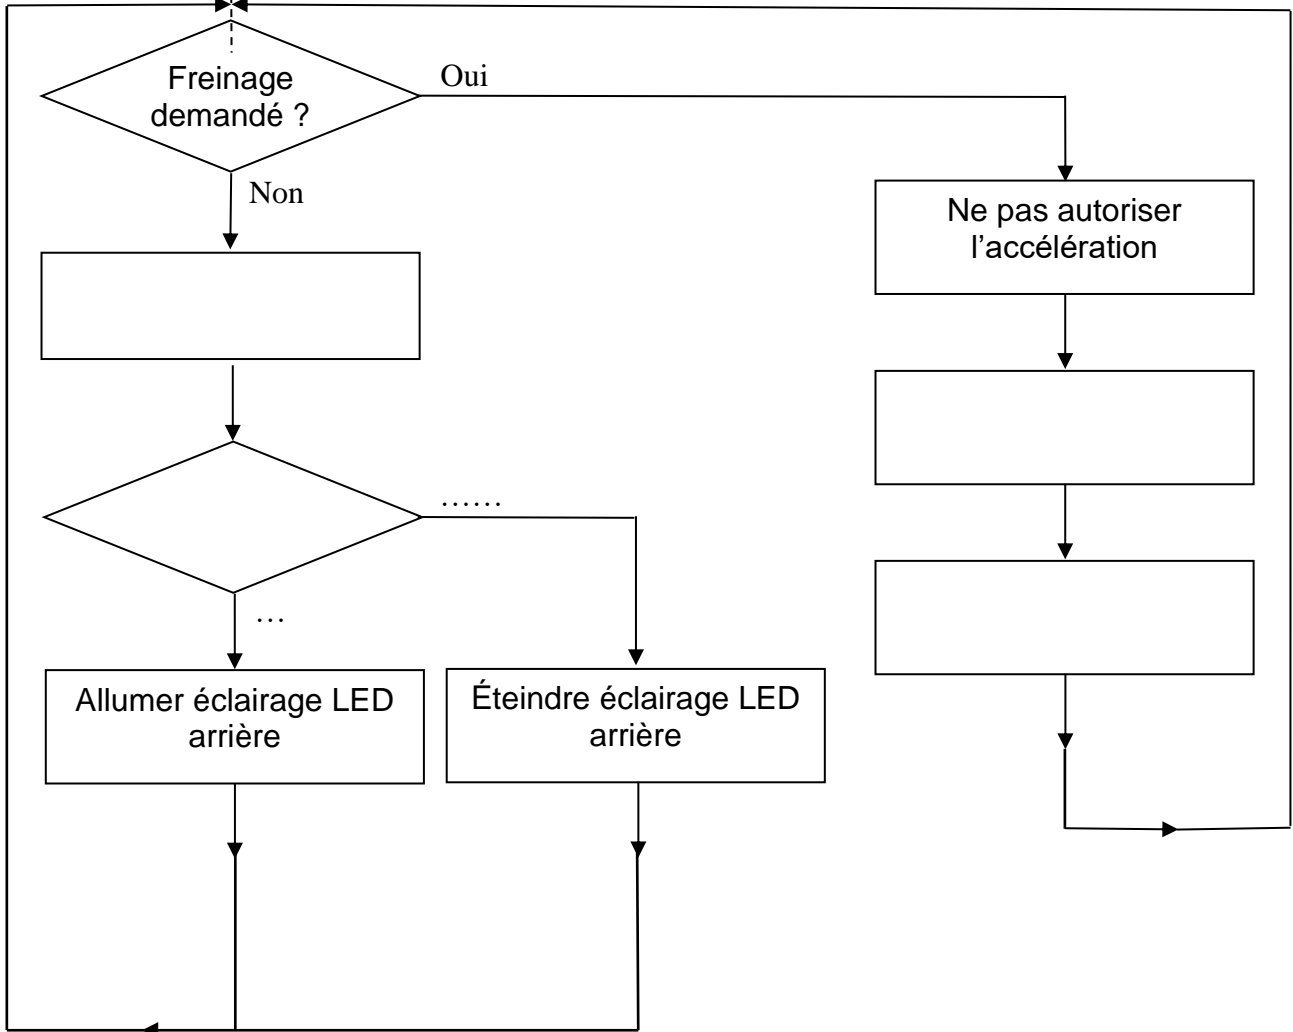 Freinage
demandé ?
Oui
Non
Ne pas autoriser
l’accélération
……
…
Allumer éclairage LED
arrière
Éteindre éclairage LED
arrière